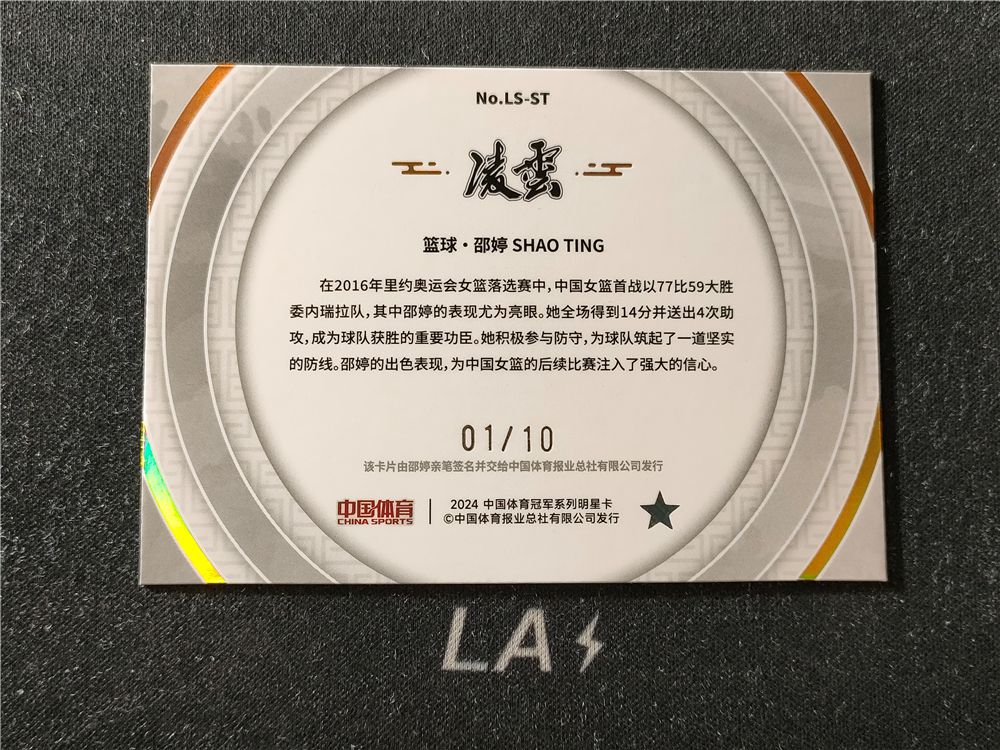 No.LS-ST
凌雲
篮球·邵婷 SHAO TING
在2016年里约奥运会女篮落选赛中,中国女篮首战以77比59大胜
委内瑞拉队,其中邵婷的表现尤为亮眼。她全场得到14分并送出4次助
攻,成为球队获胜的重要功臣。她积极参与防守,为球队筑起了一道坚实
的防线。邵婷的出色表现,为中国女篮的后续比赛注入了强大的信心。
01/10
该卡片由邵婷亲笔签名并交给中国体育报业总社有限公司发行
中国体育
CHINA SPORTS
2024 中国体育冠军系列明星卡
©中国体育报业总社有限公司发行
LA